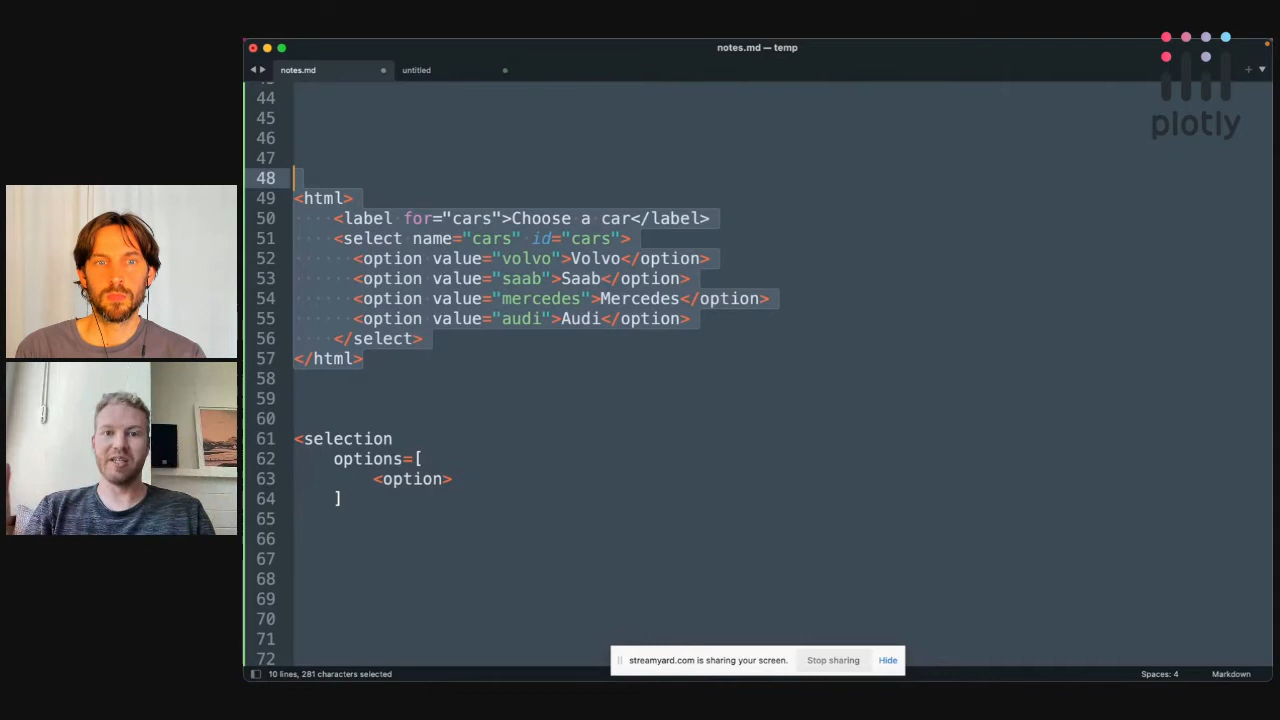 notes.md — temp
notes.md
untitled
plotly
44
45
46
47
48
49 <html>
50 <label for="cars">Choose a car</label>
51 <select name="cars" id="cars">
52 <option value="volvo">Volvo</option>
53 <option value="saab">Saab</option>
54 <option value="mercedes">Mercedes</option>
55 <option value="audi">Audi</option>
56 </select>
57 </html>
58
59
60
61 <selection
62 options=[
63 <option>
64 ]
65
66
67
68
69
70
71
72
streamyard.com is sharing your screen. Stop sharing Hide
10 lines, 281 characters selected Spaces: 4 Markdown